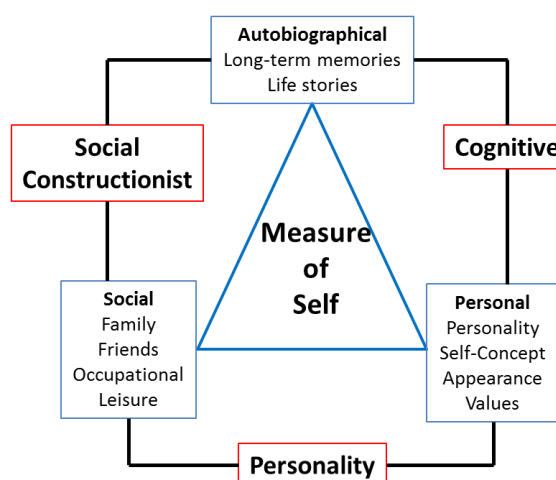 Autobiographical
Long-term memories
Life stories
Social
Constructionist
Cognitive
Measure
of
Self
Social
Family
Friends
Occupational
Leisure
Personal
Personality
Self-Concept
Appearance
Values
Personality